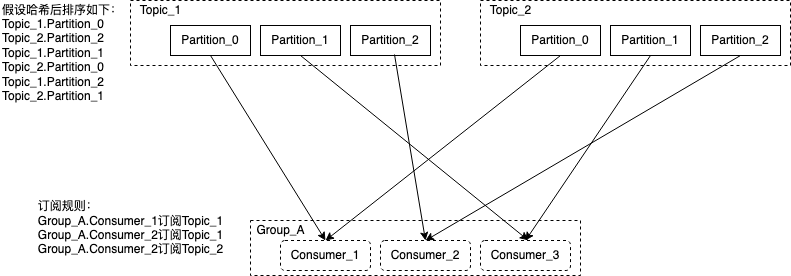 假设哈希后排序如下：
Topic_1.Partition_0
Topic_2.Partition_2
Topic_1.Partition_1
Topic_2.Partition_0
Topic_1.Partition_2
Topic_2.Partition_1
Topic_1
Partition_0
Partition_1
Partition_2
Topic_2
Partition_0
Partition_1
Partition_2
订阅规则：
Group_A.Consumer_1订阅Topic_1
Group_A.Consumer_2订阅Topic_1
Group_A.Consumer_2订阅Topic_2
Group_A
Consumer_1
Consumer_2
Consumer_3